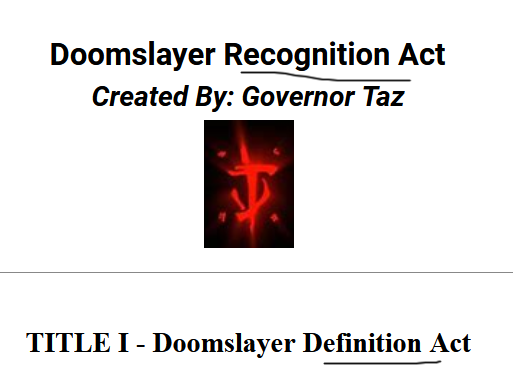 Doomslayer Recognition Act
Created By: Governor Taz
TITLE I - Doomslayer Definition Act